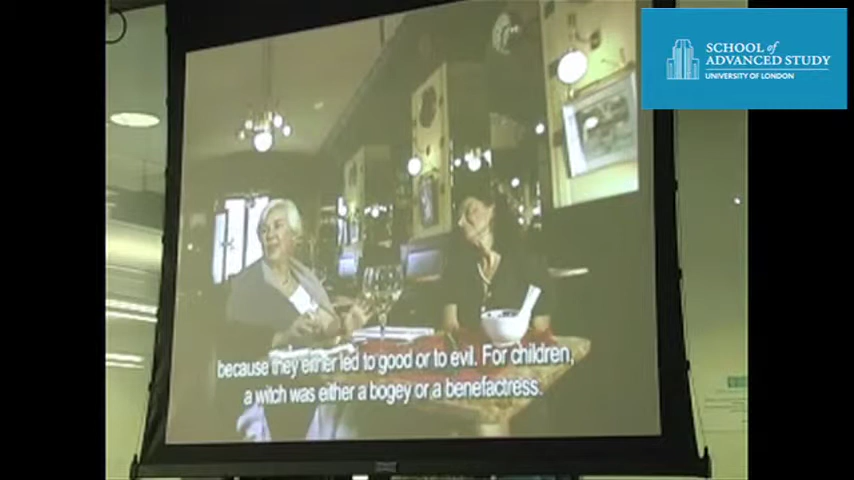 SCHOOL of
ADVANCED STUDY
UNIVERSITY OF LONDON
because they either led to good or to evil. For children,
a witch was either a bogey or a benefactress.